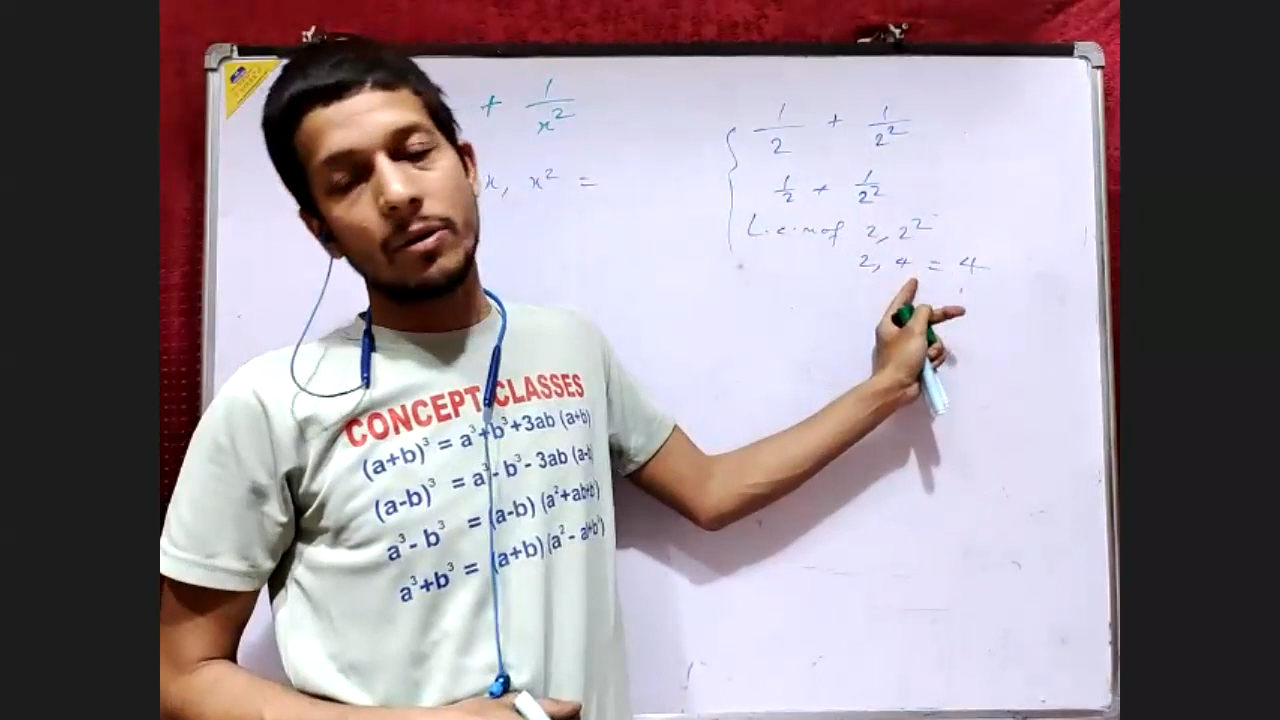 + 1/x²
x, x² =
1/2 + 1/2²
1/2 + 1/2²
L.c.m of 2, 2²
2, 4 = 4
CONCEPT CLASSES
(a+b)³ = a³+b³+3ab (a+b)
(a-b)³ = a³-b³-3ab (a-b)
a³-b³ = (a-b) (a²+ab+b²)
a³+b³ = (a+b) (a²-ab+b²)